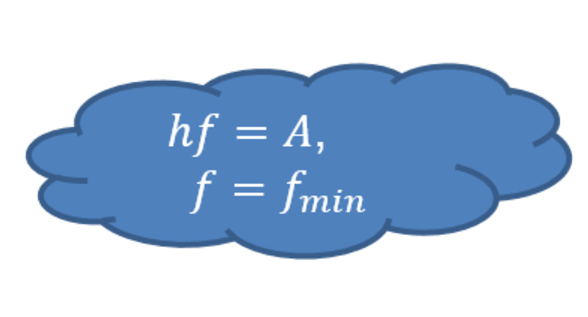 hf = A,
f = f_min